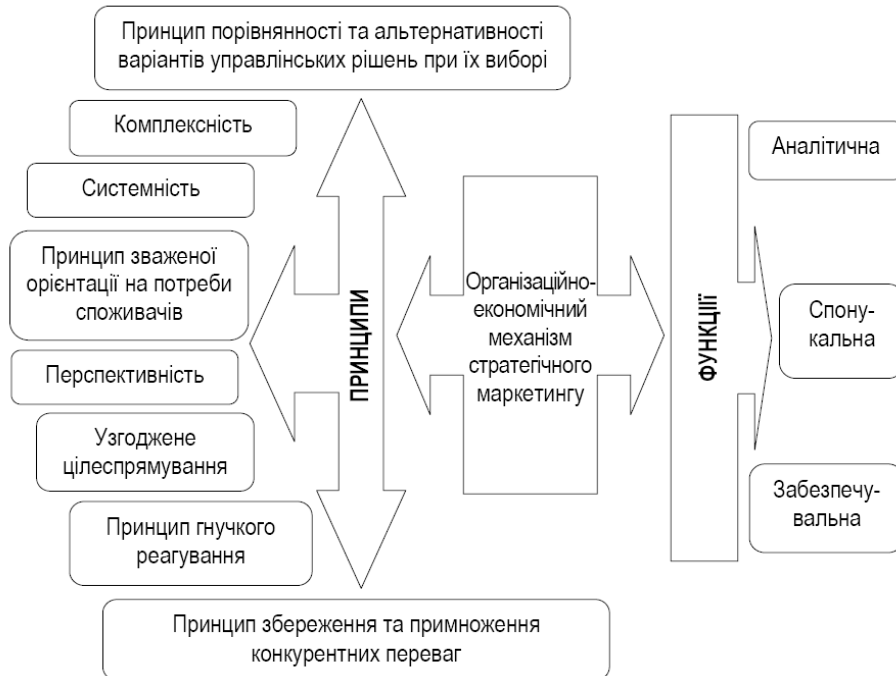 Принцип порівнянності та альтернативності
варіантів управлінських рішень при їх виборі
Комплексність
Системність
Принцип зваженої
орієнтації на потреби
споживачів
Перспективність
Узгоджене
цілеспрямування
Принцип гнучкого
реагування
Принцип збереження та примноження
конкурентних переваг
ПРИНЦИПИ
Організаційно-
економічний
механізм
стратегічного
маркетингу
ФУНКЦІЇ
Аналітична
Спону-
кальна
Забезпечу-
вальна